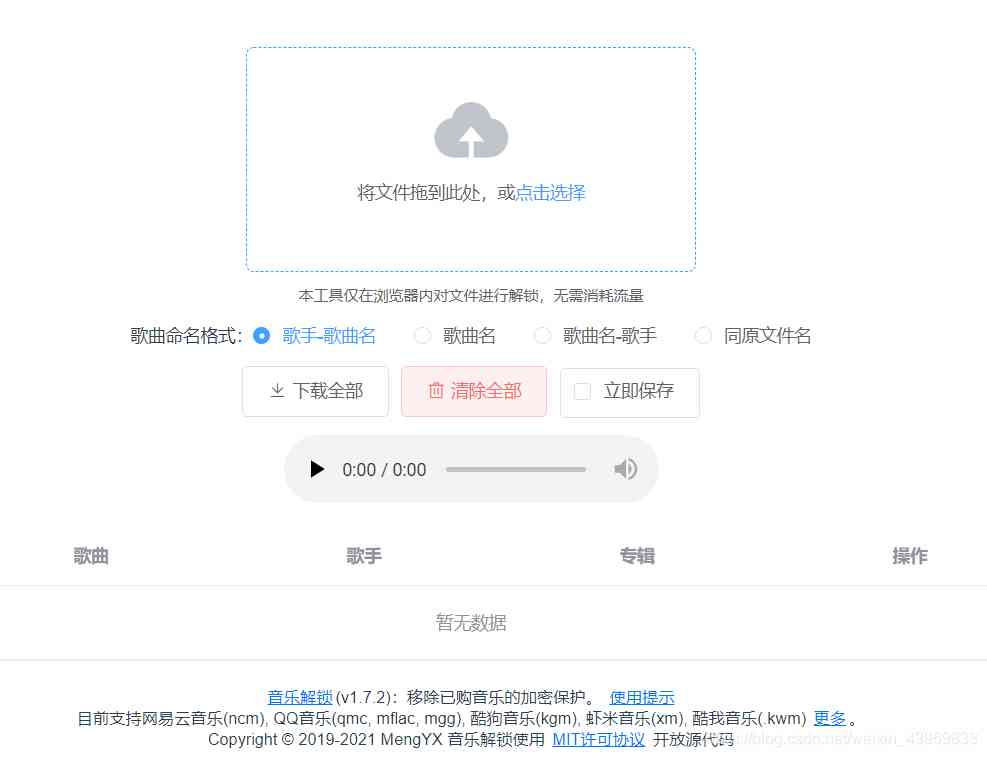 将文件拖到此处，或点击选择
本工具仅在浏览器内对文件进行解锁，无需消耗流量
歌曲命名格式： 歌手-歌曲名 歌曲名 歌曲名-歌手 同原文件名
下载全部 清除全部 立即保存
0:00 / 0:00
歌曲 歌手 专辑 操作
暂无数据
音乐解锁(v1.7.2)：移除已购音乐的加密保护。 使用提示
目前支持网易云音乐(ncm), QQ音乐(qmc, mflac, mgg), 酷狗音乐(kgm), 虾米音乐(xm), 酷我音乐(.kwm) 更多。
Copyright © 2019-2021 MengYX 音乐解锁使用 MIT许可协议 开放源代码